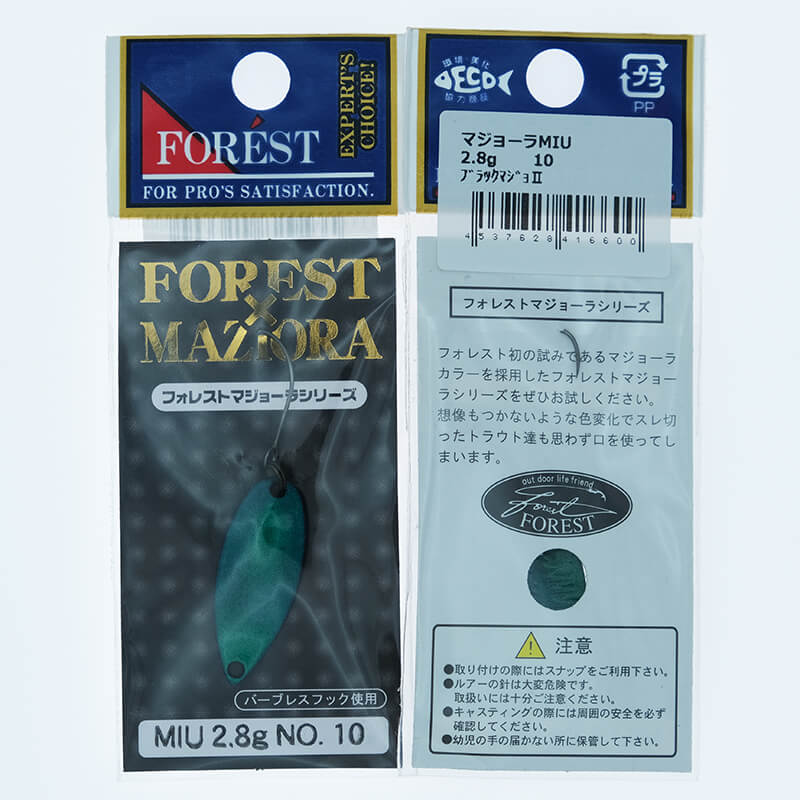 FORÉST
FOR PRO'S SATISFACTION.
EXPERT'S
CHOICE!
FOREST
×
MAZIORA
フォレストマジョーラシリーズ
バーブレスフック使用
MIU 2.8g NO. 10
環境・美化
ECO
協力商品
プラ
PP
マジョーラMIU
2.8g 10
ブラックマジョⅡ
4537628416600
フォレストマジョーラシリーズ
フォレスト初の試みであるマジョーラ
カラーを採用したフォレストマジョー
ラシリーズをぜひお試しください。
想像もつかないような色変化でスレ切
ったトラウト達も思わず口を使ってし
まいます。
out door life friend
Forest
FOREST
注意
●取り付けの際にはスナップをご利用下さい。
●ルアーの針は大変危険です。
取扱いには十分ご注意ください。
●キャスティングの際には周囲の安全を必ず
確認してください。
●幼児の手の届かない所に保管して下さい。